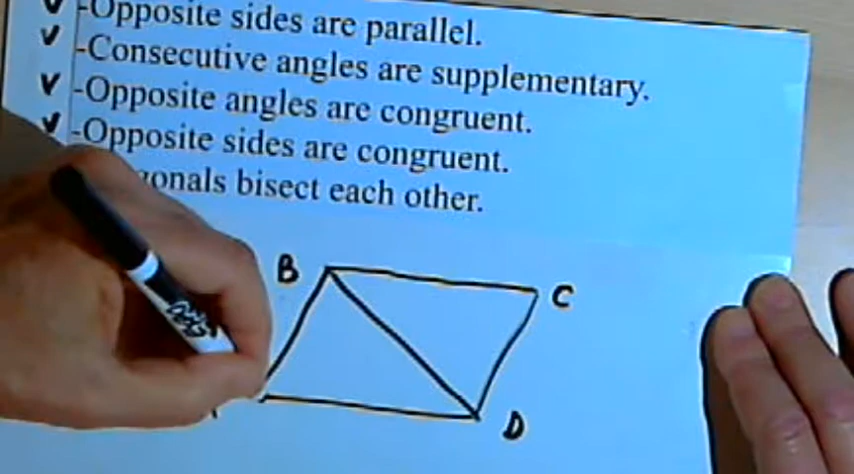 -Opposite sides are parallel.
-Consecutive angles are supplementary.
-Opposite angles are congruent.
-Opposite sides are congruent.
bisect each other.
B
C
D